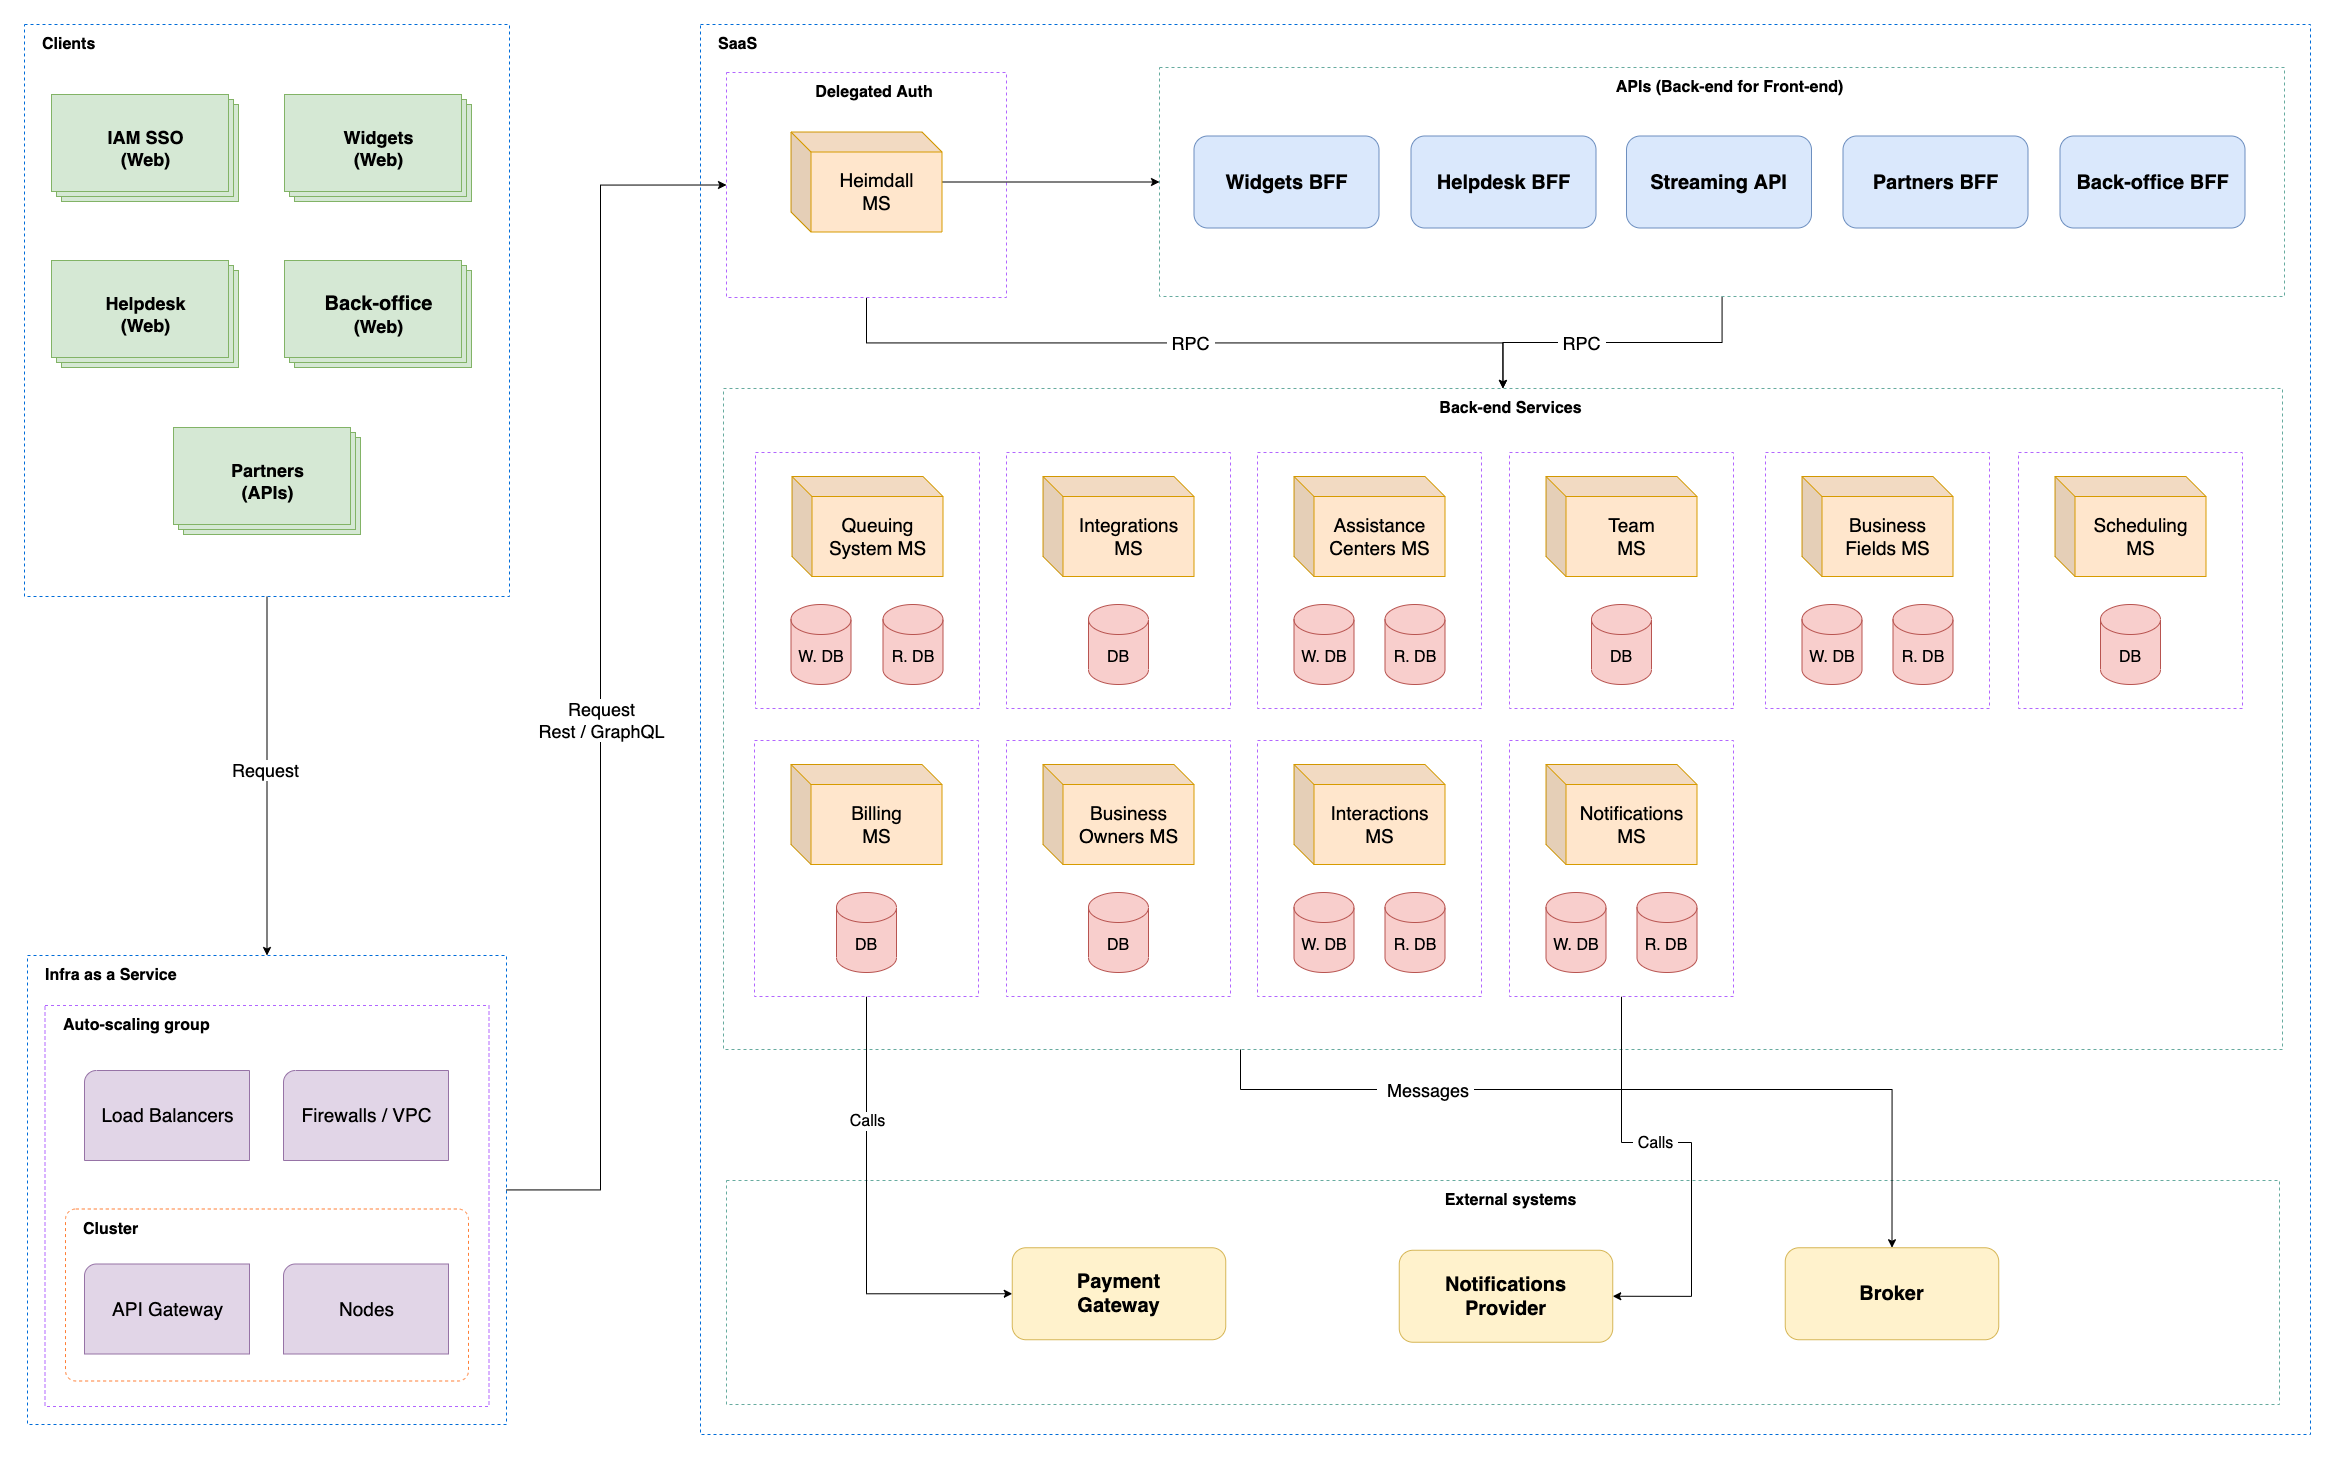 Clients
IAM SSO
(Web)
Widgets
(Web)
Helpdesk
(Web)
Back-office
(Web)
Partners
(APIs)
Request
Infra as a Service
Auto-scaling group
Load Balancers
Firewalls / VPC
Cluster
API Gateway
Nodes
Request
Rest / GraphQL
SaaS
Delegated Auth
Heimdall
MS
APIs (Back-end for Front-end)
Widgets BFF
Helpdesk BFF
Streaming API
Partners BFF
Back-office BFF
RPC
RPC
Back-end Services
Queuing
System MS
W. DB
R. DB
Integrations
MS
DB
Assistance
Centers MS
W. DB
R. DB
Team
MS
DB
Business
Fields MS
W. DB
R. DB
Scheduling
MS
DB
Billing
MS
DB
Business
Owners MS
DB
Interactions
MS
W. DB
R. DB
Notifications
MS
W. DB
R. DB
Messages
Calls
Calls
External systems
Payment
Gateway
Notifications
Provider
Broker